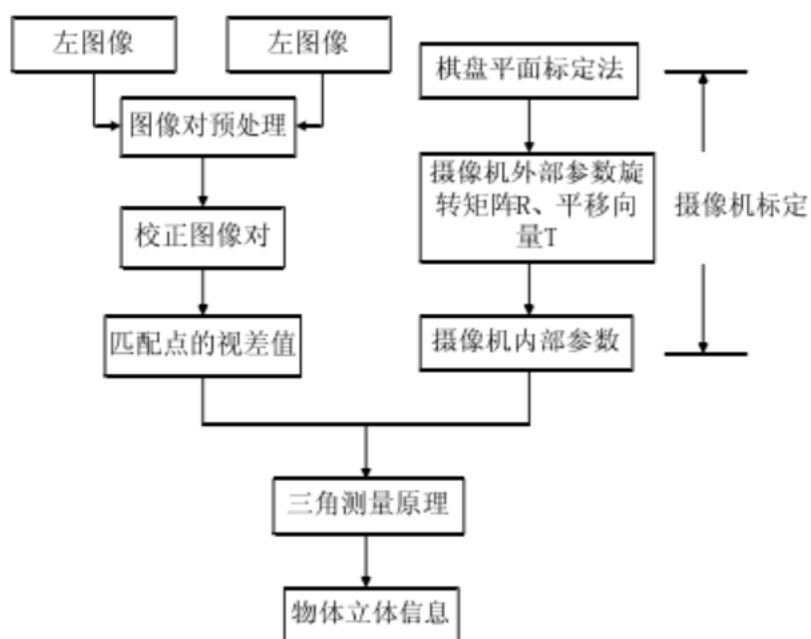 左图像
左图像
图像对预处理
校正图像对
匹配点的视差值
棋盘平面标定法
摄像机外部参数旋
转矩阵R、平移向
量T
摄像机内部参数
摄像机标定
三角测量原理
物体立体信息